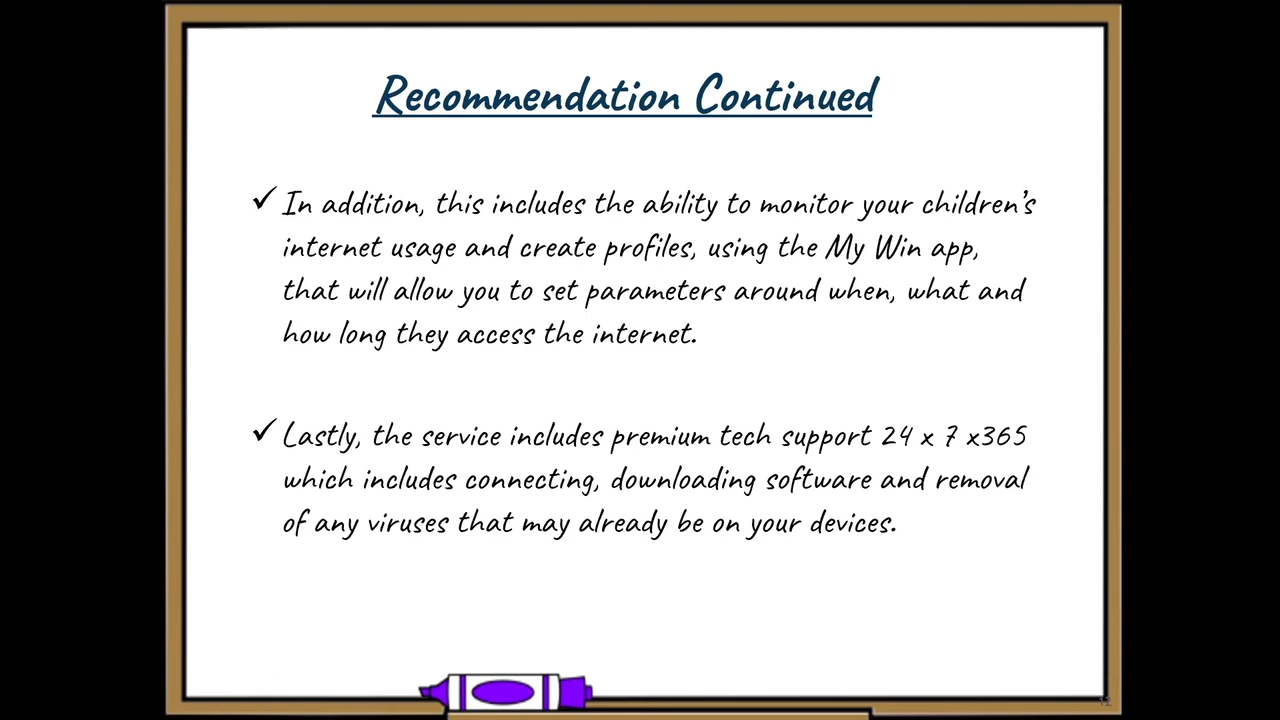 Recommendation Continued
✓ In addition, this includes the ability to monitor your children's
internet usage and create profiles, using the My Win app,
that will allow you to set parameters around when, what and
how long they access the internet.
✓ Lastly, the service includes premium tech support 24 x 7 x365
which includes connecting, downloading software and removal
of any viruses that may already be on your devices.
12